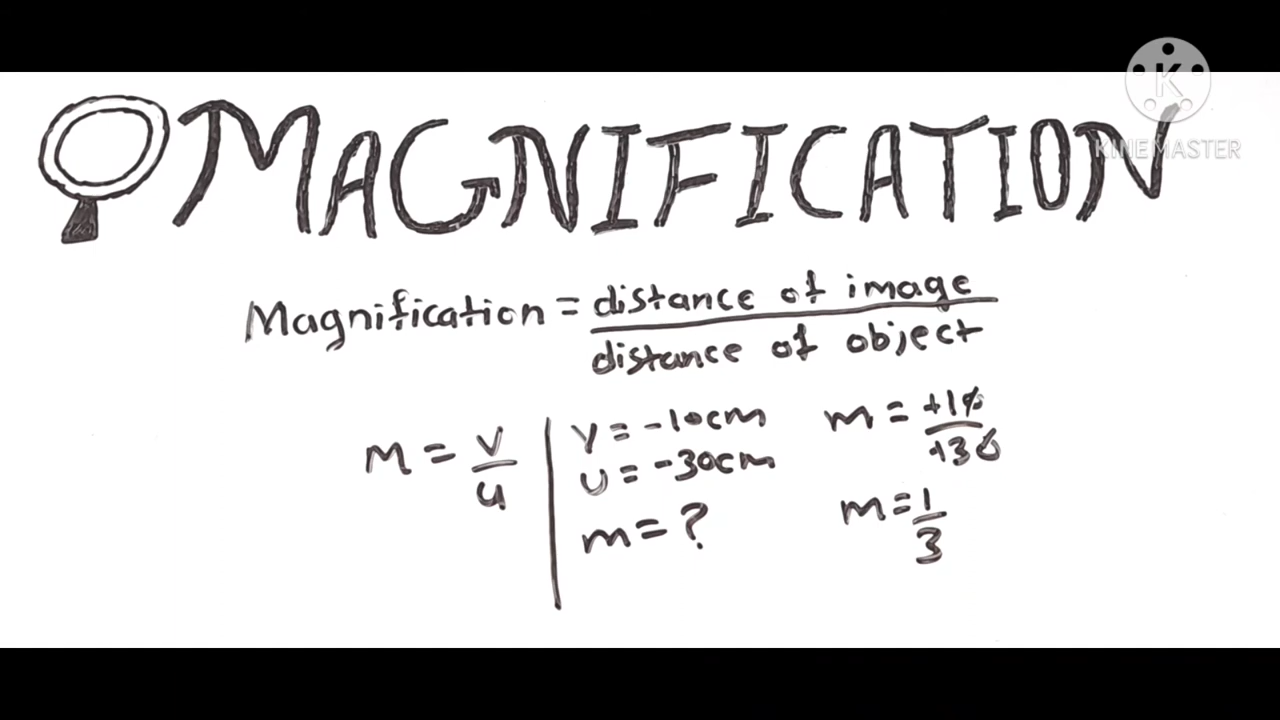 KINEMASTER
MAGNIFICATION
Magnification = distance of image
distance of object
m = v
u
v = -10cm
u = -30cm
m = ?
m = +10
+30
m = 1
3